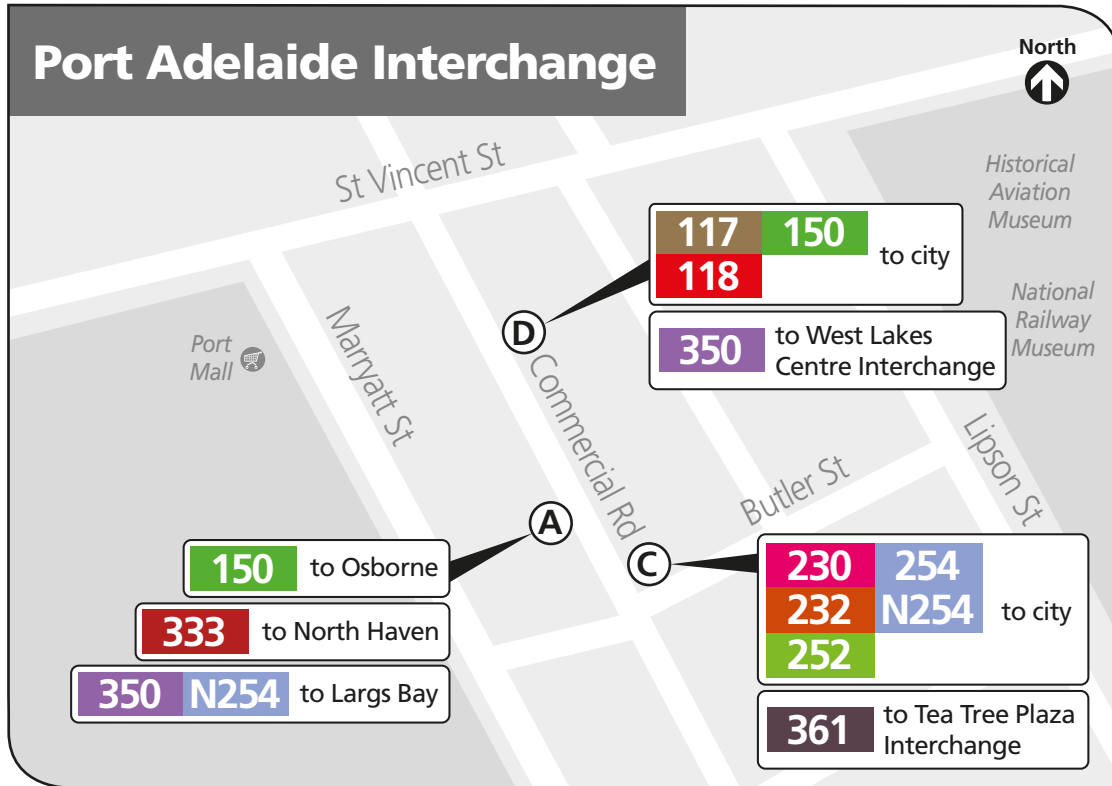 Port Adelaide Interchange
North
St Vincent St
Historical
Aviation
Museum
117 150
118
to city
National
Railway
Museum
350
to West Lakes
Centre Interchange
D
Port
Mall
Marryatt St
Commercial Rd
Lipson St
Butler St
A
C
150 to Osborne
333 to North Haven
350 N254 to Largs Bay
230 254
232 N254 to city
252
361
to Tea Tree Plaza
Interchange